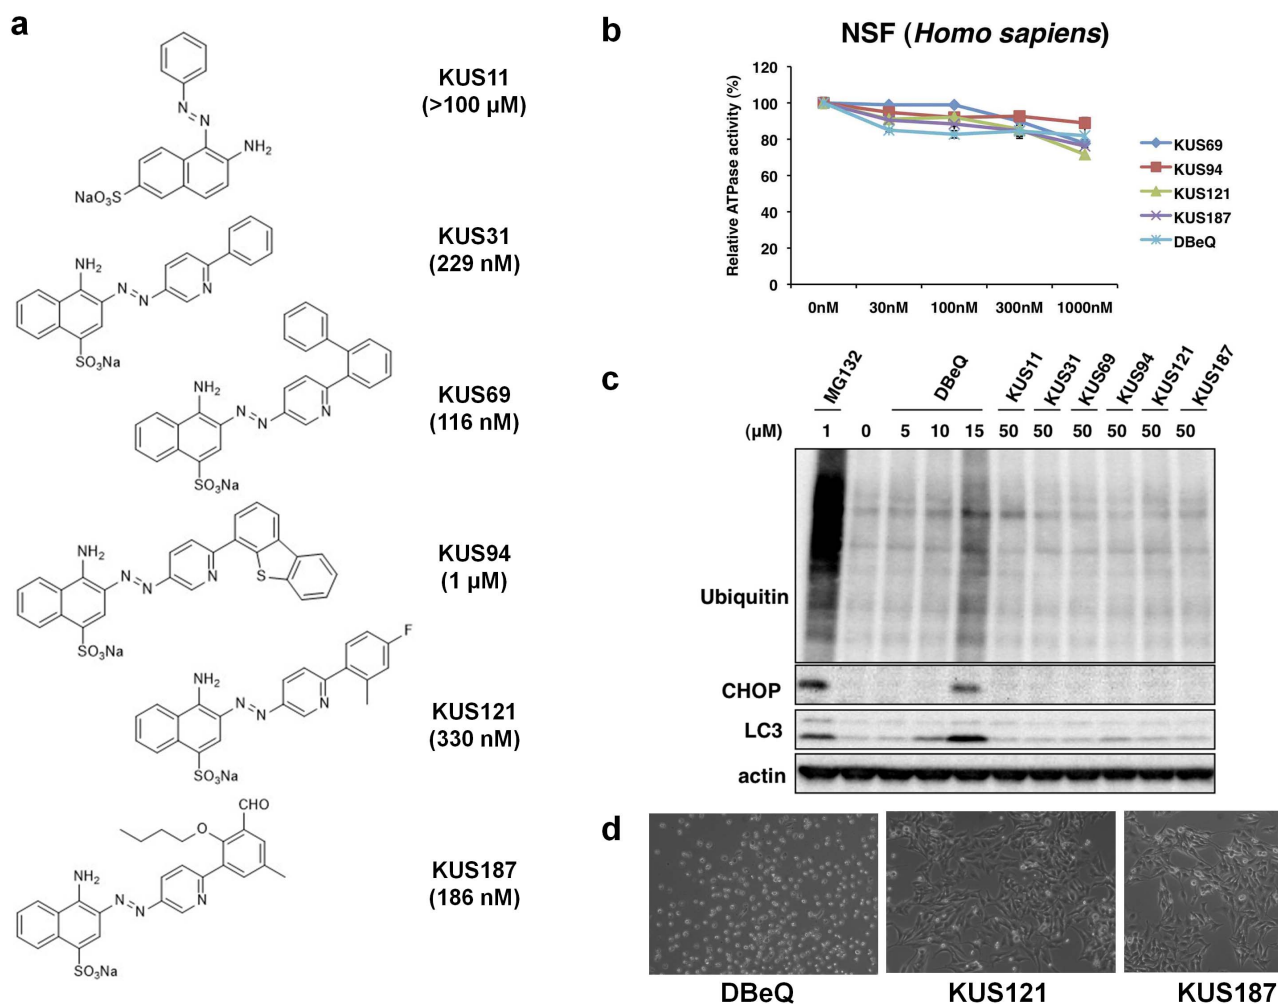 a
KUS11
(>100 µM)
N
N
NH2
NaO3S
KUS31
(229 nM)
NH2
N
N
N
SO3Na
KUS69
(116 nM)
NH2
N
N
N
SO3Na
KUS94
(1 µM)
NH2
N
N
N
S
SO3Na
KUS121
(330 nM)
F
NH2
N
N
N
SO3Na
KUS187
(186 nM)
CHO
O
NH2
N
N
N
SO3Na
b
NSF (Homo sapiens)
Relative ATPase activity (%)
120
100
80
60
40
20
0
0nM 30nM 100nM 300nM 1000nM
KUS69
KUS94
KUS121
KUS187
DBeQ
c
MG132 DBeQ KUS11 KUS31 KUS69 KUS94 KUS121 KUS187
(µM) 1 0 5 10 15 50 50 50 50 50 50
Ubiquitin
CHOP
LC3
actin
d
DBeQ KUS121 KUS187